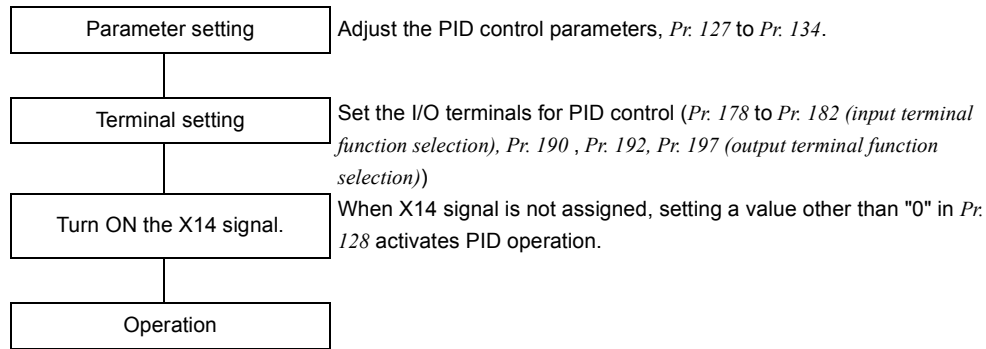 Parameter setting
Adjust the PID control parameters, Pr. 127 to Pr. 134.
Terminal setting
Set the I/O terminals for PID control (Pr. 178 to Pr. 182 (input terminal
function selection), Pr. 190 , Pr. 192, Pr. 197 (output terminal function
selection))
Turn ON the X14 signal.
When X14 signal is not assigned, setting a value other than "0" in Pr.
128 activates PID operation.
Operation